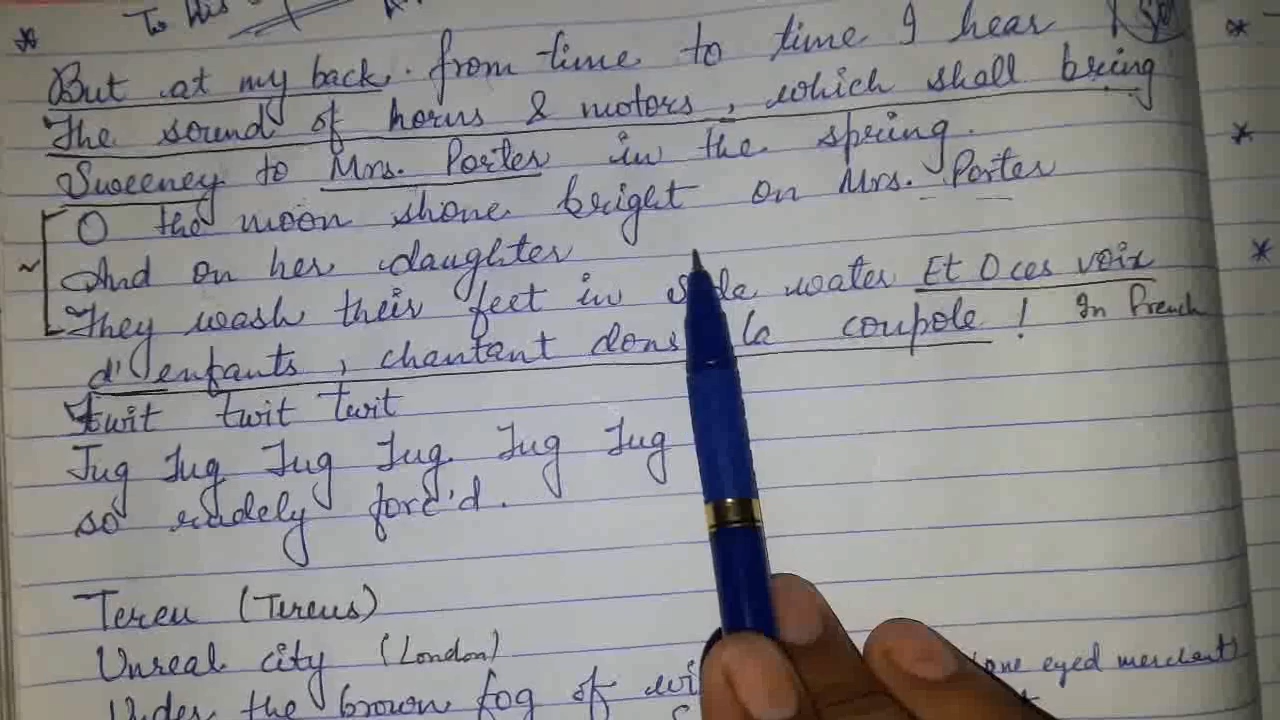 To his
But at my back. from time to time I hear
The sound of horns & motors, which shall bring
Sweeney to Mrs. Porter in the spring.
O the moon shone bright on Mrs. Porter
And on her daughter
They wash their feet in water Et O ces voix
d'enfants, chantant dons la coupole! In French
twit twit twit
Jug Jug Jug Jug Jug Jug
so rudely forc'd.
Tereu (Tereus)
Unreal city (London)
Under the brown fog of one eyed merchant)